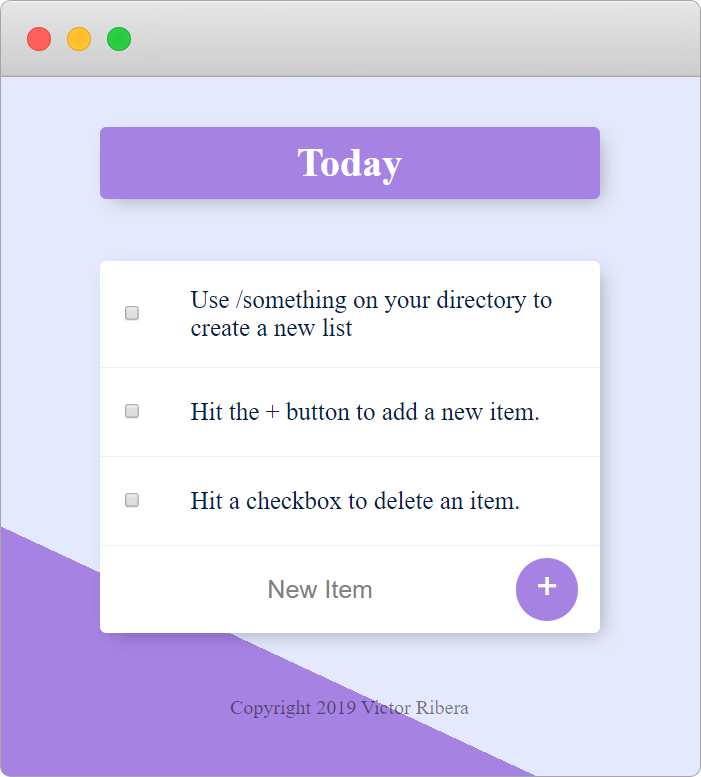 Today
Use /something on your directory to
create a new list
Hit the + button to add a new item.
Hit a checkbox to delete an item.
New Item
+
Copyright 2019 Victor Ribera